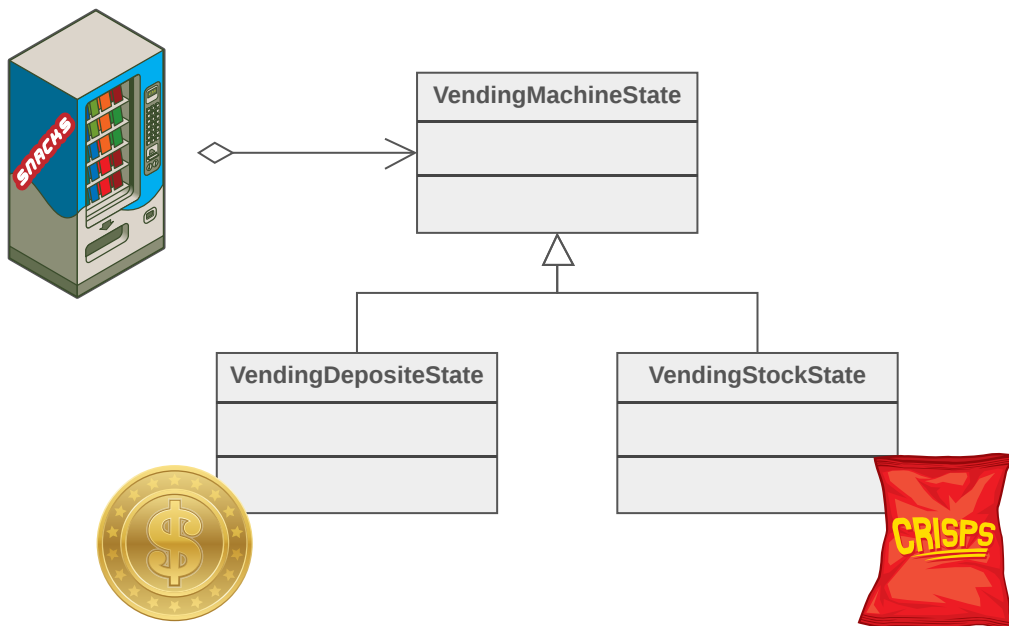 VendingMachineState
SNACKS
VendingDepositeState
VendingStockState
$
CRISPS